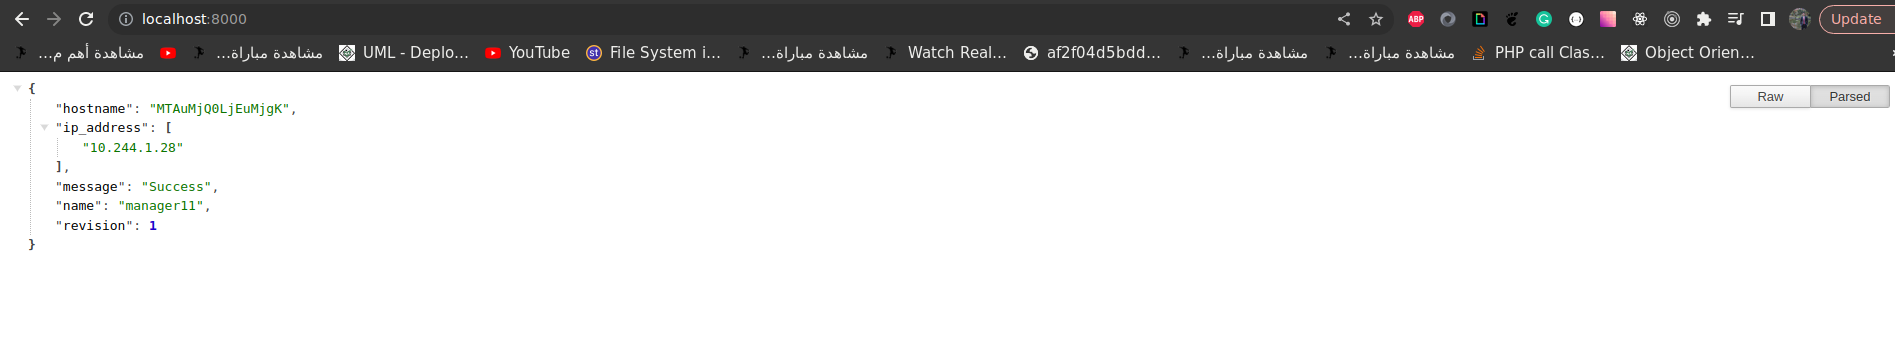 localhost:8000
Update
مشاهدة أهم م...
مشاهدة مباراة...
UML - Deplo...
YouTube
File System i...
مشاهدة مباراة...
Watch Real...
af2f04d5bdd...
مشاهدة مباراة...
مشاهدة مباراة...
PHP call Clas...
Object Orien...
Raw
Parsed
{
"hostname": "MTAuMjQ0LjEuMjgK",
"ip_address": [
"10.244.1.28"
],
"message": "Success",
"name": "manager11",
"revision": 1
}